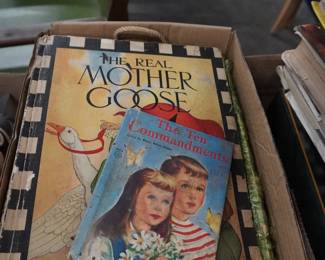 THE REAL
MOTHER
GOOSE
The Ten
Commandments